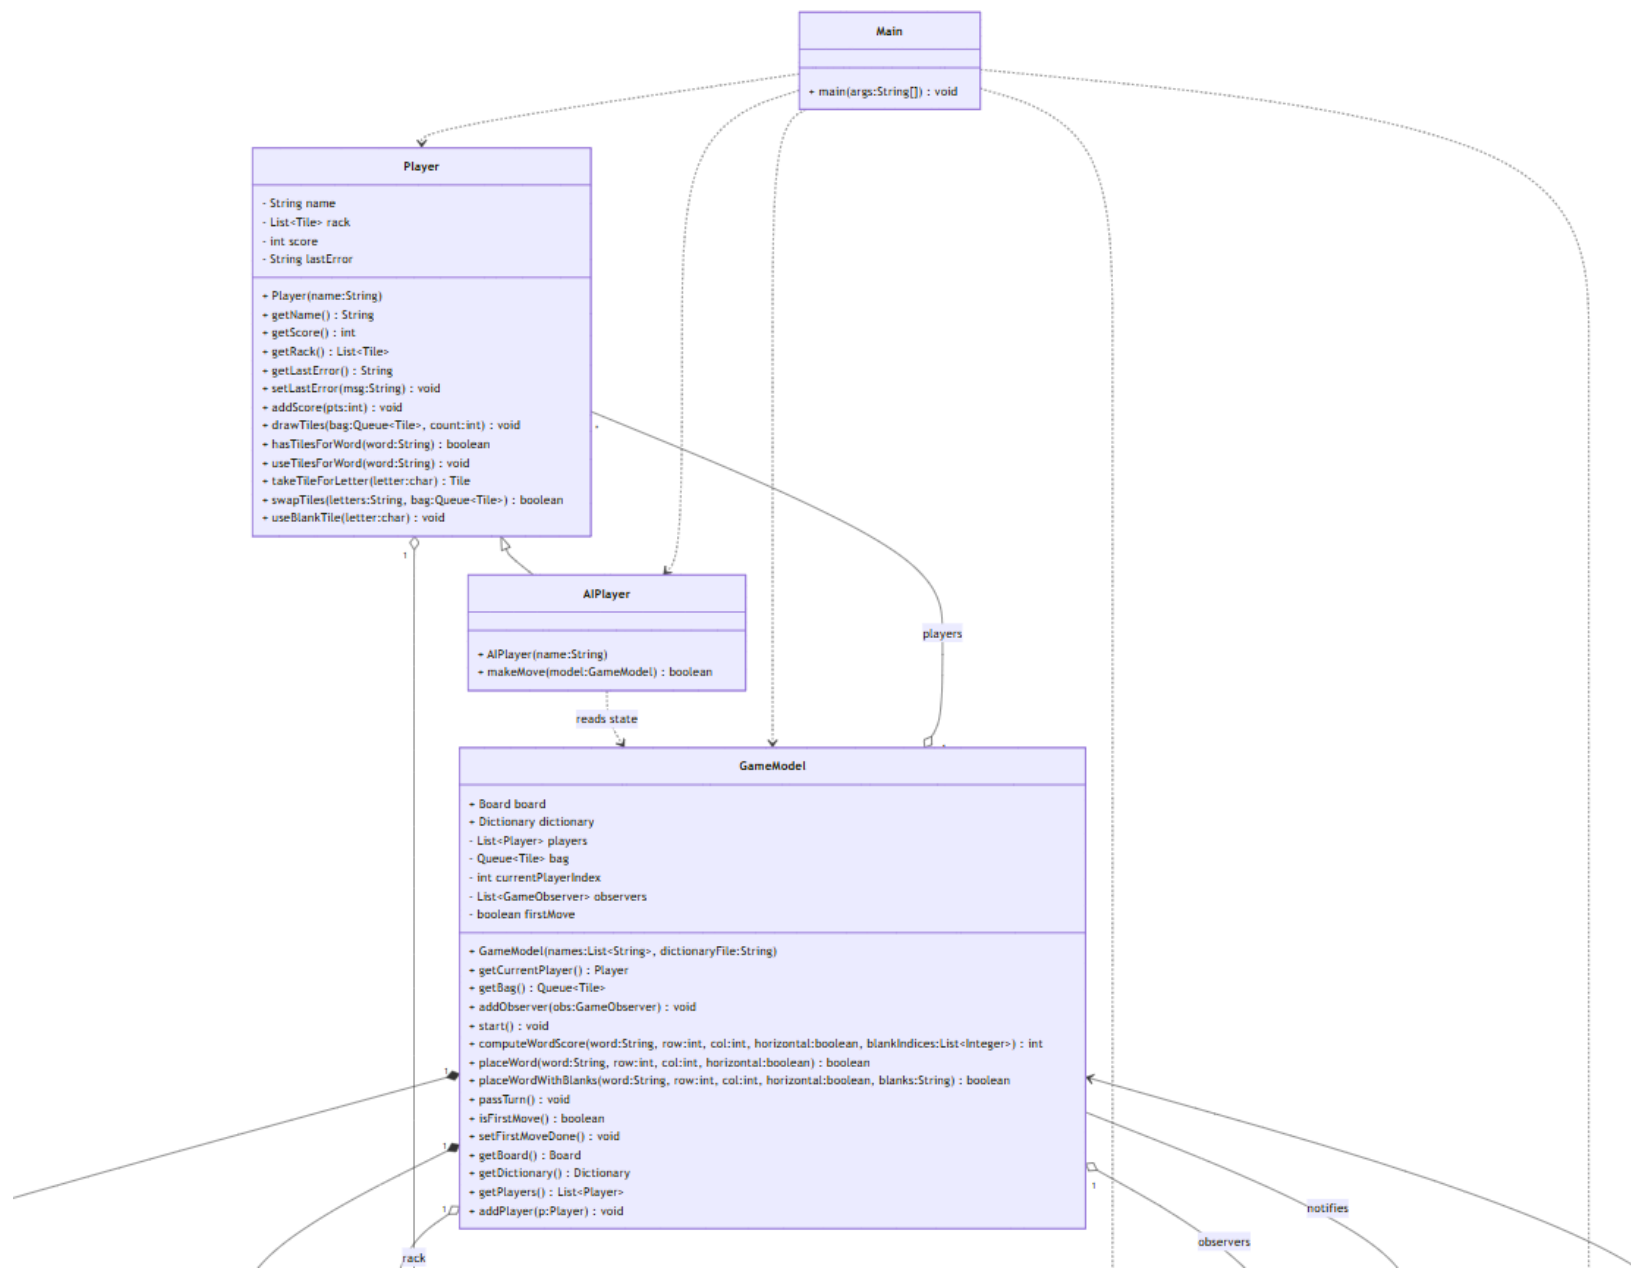 Main
+ main(args:String[]) : void
Player
- String name
- List<Tile> rack
- int score
- String lastError
+ Player(name:String)
+ getName() : String
+ getScore() : int
+ getRack() : List<Tile>
+ getLastError() : String
+ setLastError(msg:String) : void
+ addScore(pts:int) : void
+ drawTiles(bag:Queue<Tile>, count:int) : void
+ hasTilesForWord(word:String) : boolean
+ useTilesForWord(word:String) : void
+ takeTileForLetter(letter:char) : Tile
+ swapTiles(letters:String, bag:Queue<Tile>) : boolean
+ useBlankTile(letter:char) : void
*
1
AIPlayer
+ AIPlayer(name:String)
+ makeMove(model:GameModel) : boolean
players
reads state
GameModel
+ Board board
+ Dictionary dictionary
- List<Player> players
- Queue<Tile> bag
- int currentPlayerIndex
- List<GameObserver> observers
- boolean firstMove
+ GameModel(names:List<String>, dictionaryFile:String)
+ getCurrentPlayer() : Player
+ getBag() : Queue<Tile>
+ addObserver(obs:GameObserver) : void
+ start() : void
+ computeWordScore(word:String, row:int, col:int, horizontal:boolean, blankIndices:List<Integer>) : int
+ placeWord(word:String, row:int, col:int, horizontal:boolean) : boolean
+ placeWordWithBlanks(word:String, row:int, col:int, horizontal:boolean, blanks:String) : boolean
+ passTurn() : void
+ isFirstMove() : boolean
+ setFirstMoveDone() : void
+ getBoard() : Board
+ getDictionary() : Dictionary
+ getPlayers() : List<Player>
+ addPlayer(p:Player) : void
1
1
1
1
notifies
observers
rack